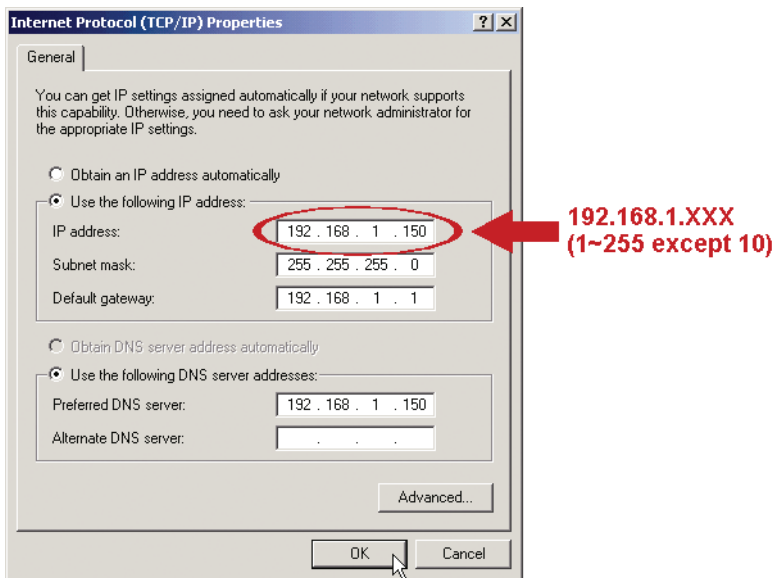 Internet Protocol (TCP/IP) Properties
General
You can get IP settings assigned automatically if your network supports
this capability. Otherwise, you need to ask your network administrator for
the appropriate IP settings.
Obtain an IP address automatically
Use the following IP address:
IP address: 192 . 168 . 1 . 150
192.168.1.XXX
(1~255 except 10)
Subnet mask: 255 . 255 . 255 . 0
Default gateway: 192 . 168 . 1 . 1
Obtain DNS server address automatically
Use the following DNS server addresses:
Preferred DNS server: 192 . 168 . 1 . 150
Alternate DNS server: . . .
Advanced...
OK Cancel